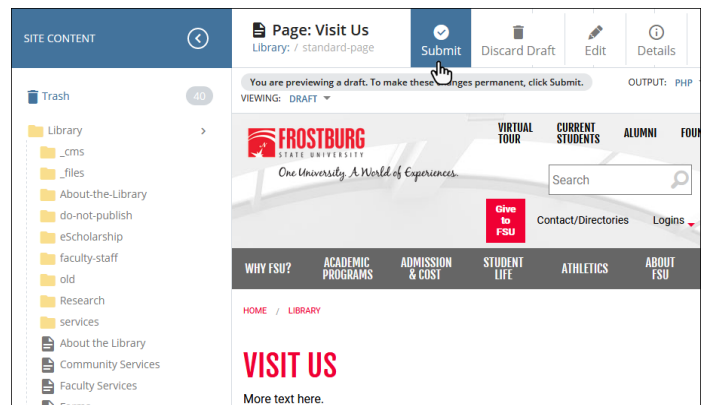 SITE CONTENT
Trash
40
Library
_cms
_files
About-the-Library
do-not-publish
eScholarship
faculty-staff
old
Research
services
About the Library
Community Services
Faculty Services
Page: Visit Us
Library: / standard-page
Submit
Discard Draft
Edit
Details
You are previewing a draft. To make these changes permanent, click Submit.
OUTPUT: PHP
VIEWING: DRAFT
FROSTBURG
STATE UNIVERSITY
One University. A World of Experiences.
VIRTUAL TOUR
CURRENT STUDENTS
ALUMNI
FOUN
Search
Give to FSU
Contact/Directories
Logins
WHY FSU?
ACADEMIC PROGRAMS
ADMISSION & COST
STUDENT LIFE
ATHLETICS
ABOUT FSU
HOME / LIBRARY
VISIT US
More text here.